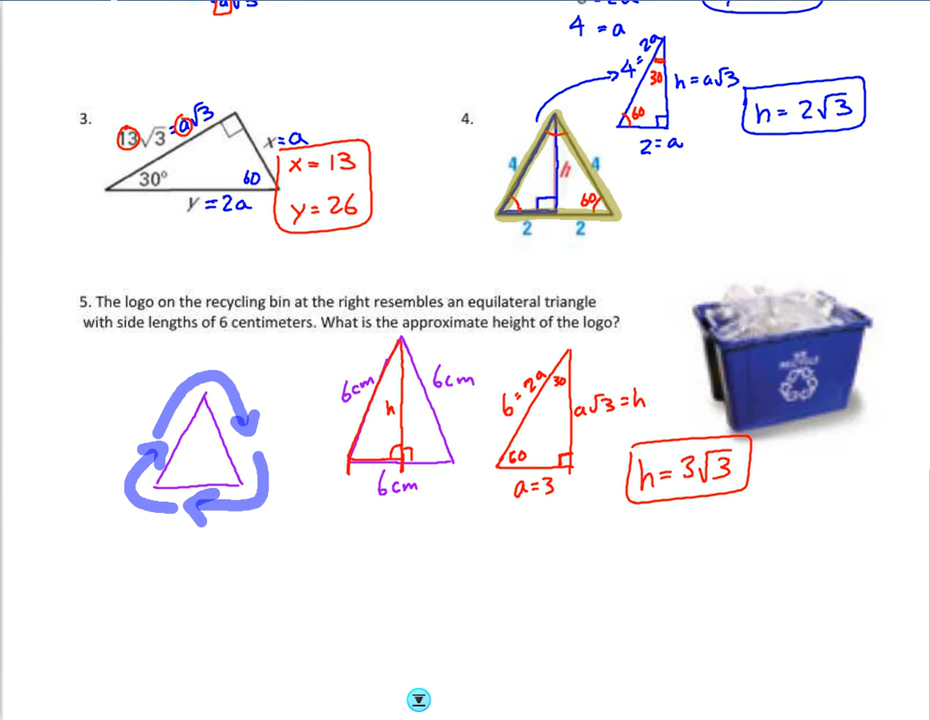 4 = a
3.
13√3 = a√3
x = a
30°
60
y = 2a
x = 13
y = 26
4.
4
4
h
60
2
2
4 = 2a
30
60
h = a√3
2 = a
h = 2√3
5. The logo on the recycling bin at the right resembles an equilateral triangle
with side lengths of 6 centimeters. What is the approximate height of the logo?
6cm
6cm
h
6cm
6 = 2a
30
60
a√3 = h
a = 3
h = 3√3
RECYCLE